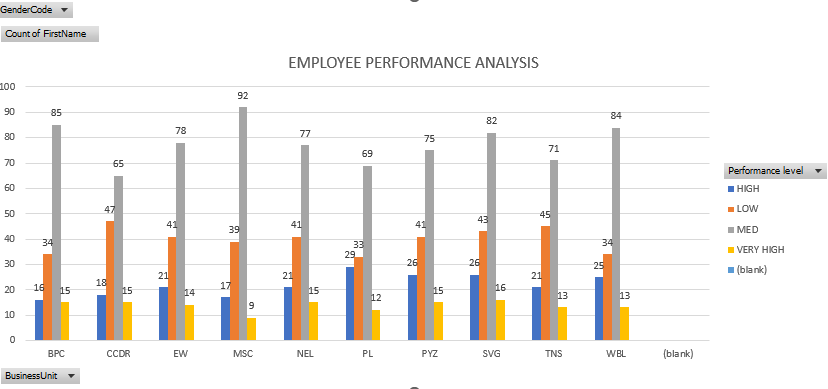 GenderCode
Count of FirstName
EMPLOYEE PERFORMANCE ANALYSIS
100
90
80
70
60
50
40
30
20
10
0
16 34 85 15
18 47 65 15
21 41 78 14
17 39 92 9
21 41 77 15
29 33 69 12
26 41 75 15
26 43 82 16
21 45 71 13
25 34 84 13
BPC CCDR EW MSC NEL PL PYZ SVG TNS WBL (blank)
Performance level
HIGH
LOW
MED
VERY HIGH
(blank)
BusinessUnit